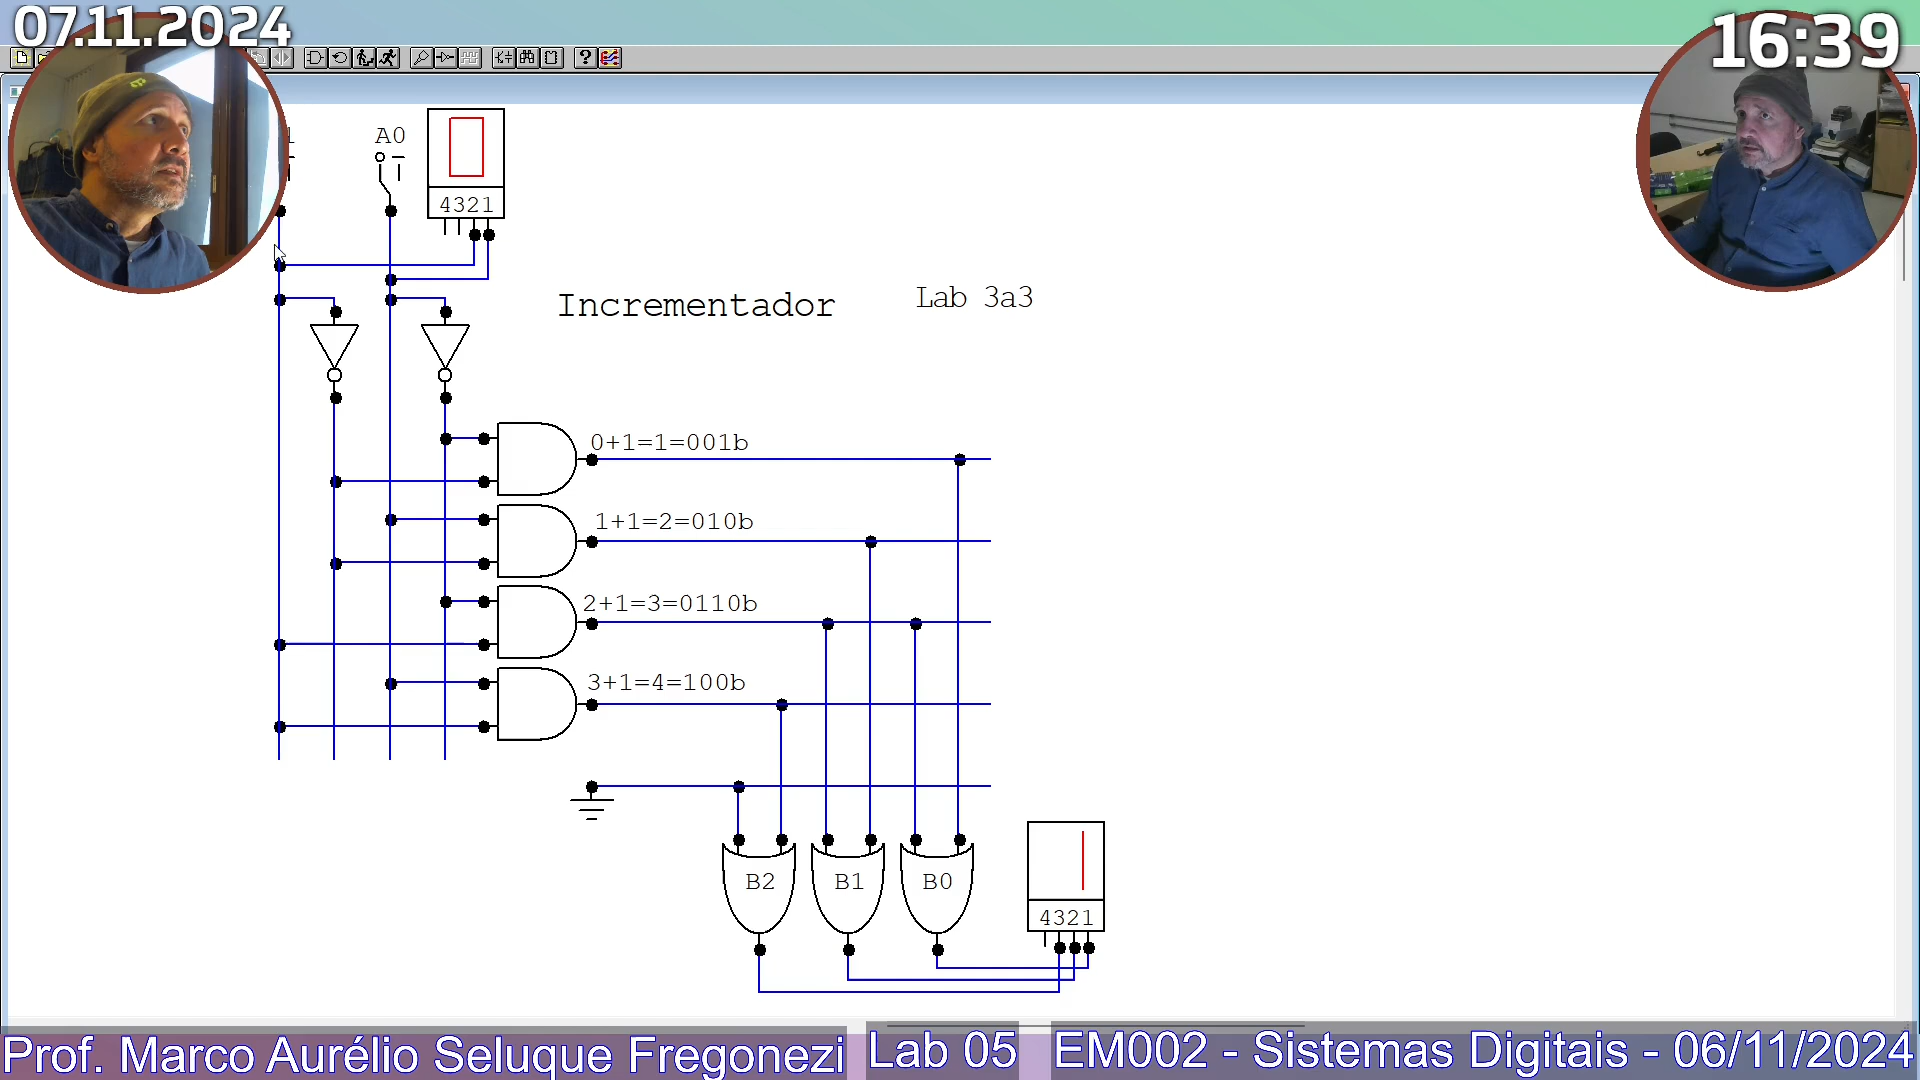 07.11.2024
16:39
A0
4321
Incrementador
Lab 3a3
0+1=1=001b
1+1=2=010b
2+1=3=0110b
3+1=4=100b
B2
B1
B0
4321
Prof. Marco Aurélio Seluque Fregonezi
Lab 05
EM002 - Sistemas Digitais - 06/11/2024